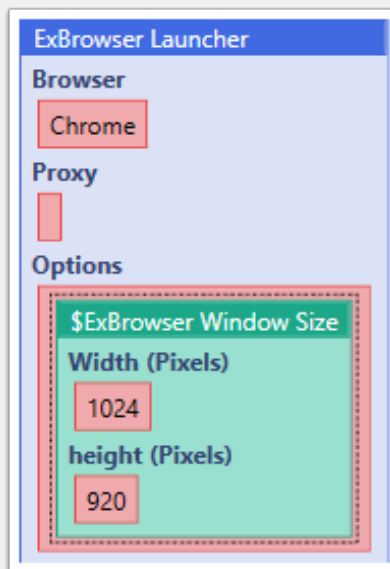 ExBrowser Launcher
Browser
Chrome
Proxy
Options
$ExBrowser Window Size
Width (Pixels)
1024
height (Pixels)
920